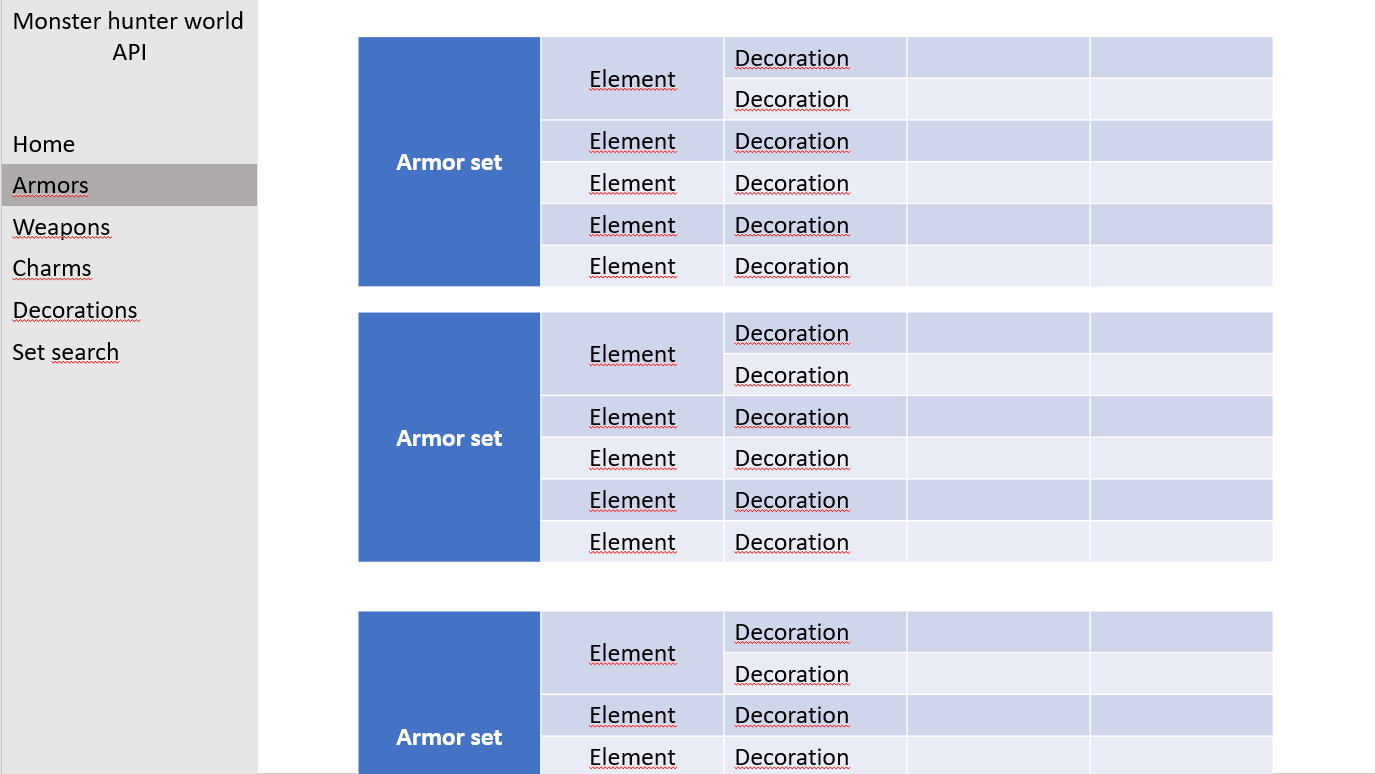 Monster hunter world
API
Home
Armors
Weapons
Charms
Decorations
Set search
Armor set
Element
Decoration
Decoration
Element
Decoration
Element
Decoration
Element
Decoration
Element
Decoration
Armor set
Element
Decoration
Decoration
Element
Decoration
Element
Decoration
Element
Decoration
Element
Decoration
Armor set
Element
Decoration
Decoration
Element
Decoration
Element
Decoration